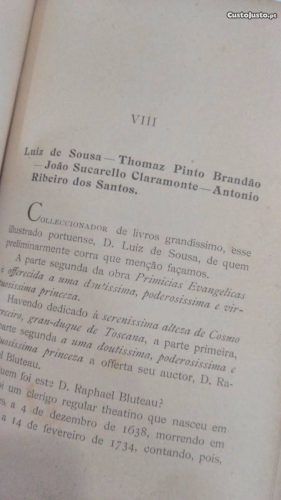 CustoJusto.pt
VIII
Luiz de Sousa — Thomaz Pinto Brandão
—João Sucarello Claramonte—Antonio
Ribeiro dos Santos.
COLLECCIONADOR de livros grandissimo, esse
illustrado portuense, D. Luiz de Sousa, de quem
preliminarmente corra que menção façamos.
A parte segunda da obra Primicias Evangelicas
offerecida a uma doutissima, poderosissima e vir-
tuosissima princeza.
Havendo dedicado á serenissima alteza de Cosmo
terceiro, gran-duque de Toscana, a parte primeira,
parte segunda a uma doutissima, poderosissima e
princeza a offerta seu auctor, D. Ra-
el Bluteau.
uem foi este D. Raphael Bluteau?
oi um clerigo regular theatino que nasceu em
a 4 de dezembro de 1638, morrendo em
a 14 de fevereiro de 1734, contando, pois,